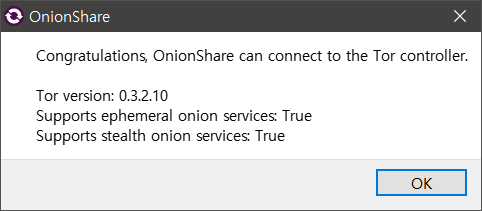 OnionShare
Congratulations, OnionShare can connect to the Tor controller.
Tor version: 0.3.2.10
Supports ephemeral onion services: True
Supports stealth onion services: True
OK